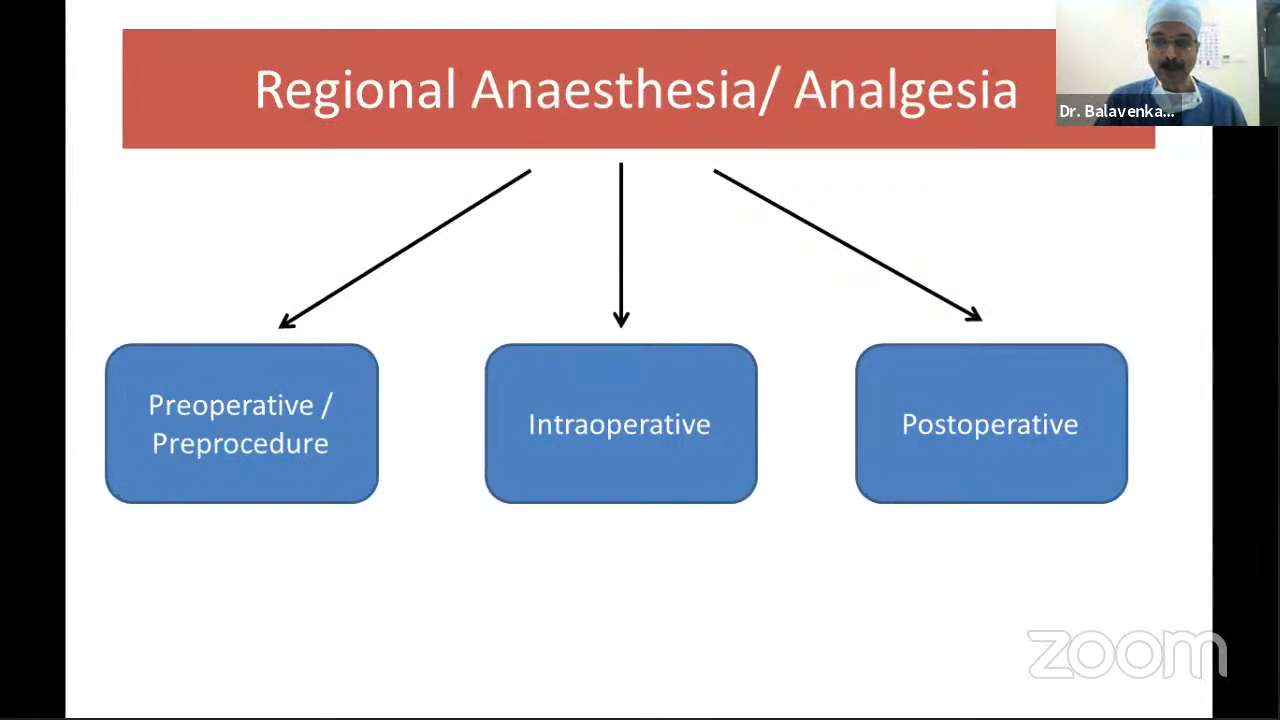 Regional Anaesthesia/ Analgesia
Dr. Balavenka...
Preoperative /
Preprocedure
Intraoperative
Postoperative
zoom